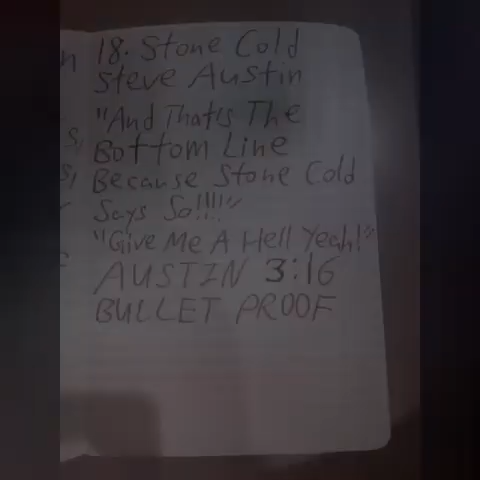 18. Stone Cold
Steve Austin
"And That's The
Bottom Line
Because Stone Cold
Says So!!!!"
"Give Me A Hell Yeah!"
AUSTIN 3:16
BULLET PROOF